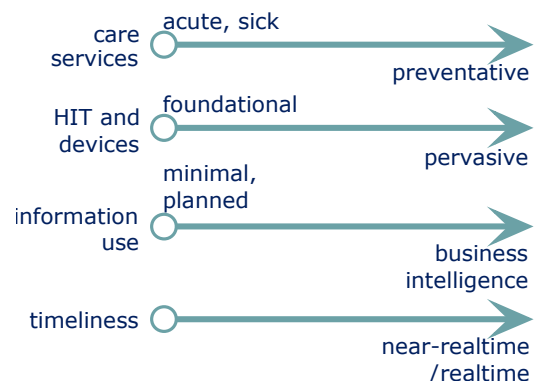 care
services
acute, sick
preventative
HIT and
devices
foundational
pervasive
information
use
minimal,
planned
business
intelligence
timeliness
near-realtime
/realtime